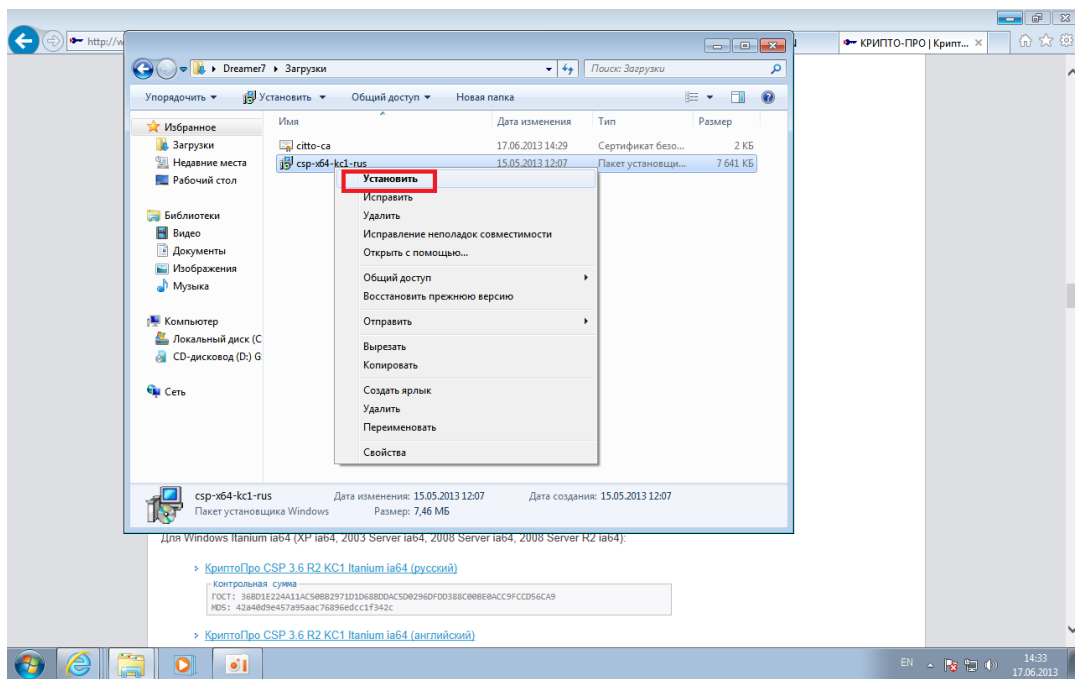 http://w
КРИПТО-ПРО | Крипт...
Dreamer7 Загрузки
Поиск: Загрузки
Упорядочить Установить Общий доступ Новая папка
Избранное
Загрузки
Недавние места
Рабочий стол
Библиотеки
Видео
Документы
Изображения
Музыка
Компьютер
Локальный диск (C
CD-дисковод (D:) G
Сеть
Имя Дата изменения Тип Размер
citto-ca 17.06.2013 14:29 Сертификат безо... 2 КБ
csp-x64-kc1-rus 15.05.2013 12:07 Пакет установщи... 7 641 КБ
Установить
Исправить
Удалить
Исправление неполадок совместимости
Открыть с помощью...
Общий доступ
Восстановить прежнюю версию
Отправить
Вырезать
Копировать
Создать ярлык
Удалить
Переименовать
Свойства
csp-x64-kc1-rus Дата изменения: 15.05.2013 12:07 Дата создания: 15.05.2013 12:07
Пакет установщика Windows Размер: 7,46 МБ
Для Windows Itanium ia64 (XP ia64, 2003 Server ia64, 2008 Server ia64, 2008 Server R2 ia64):
КриптоПро CSP 3.6 R2 KC1 Itanium ia64 (русский)
Контрольная сумма
ГОСТ:
MD5: 42a40d9e457a95aac76896edcc1f342c
КриптоПро CSP 3.6 R2 KC1 Itanium ia64 (английский)
EN
14:33
17.06.2013